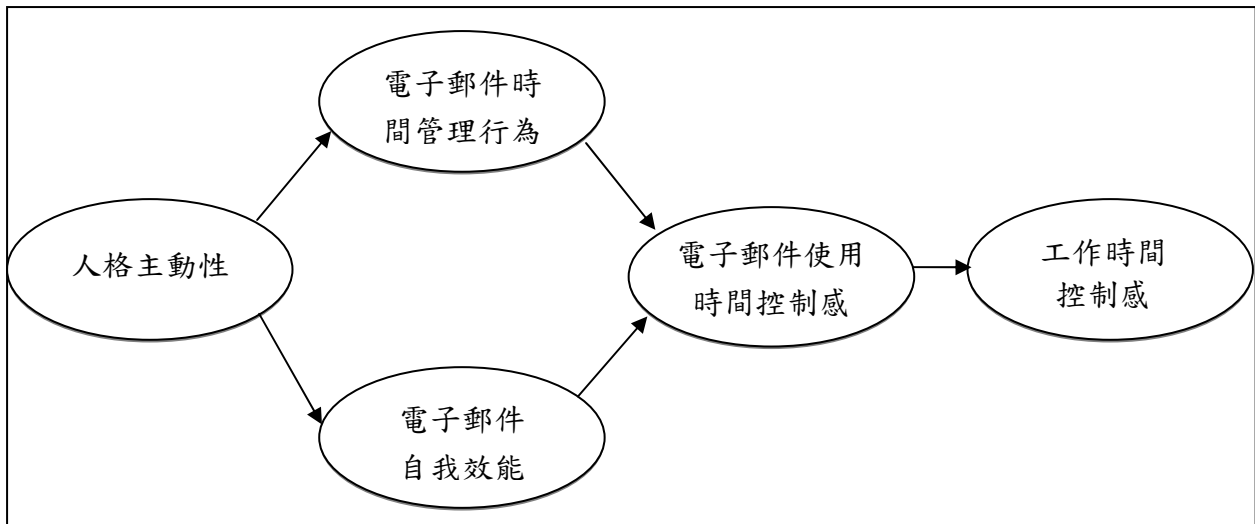 電子郵件時
間管理行為
人格主動性
電子郵件使用
時間控制感
工作時間
控制感
電子郵件
自我效能